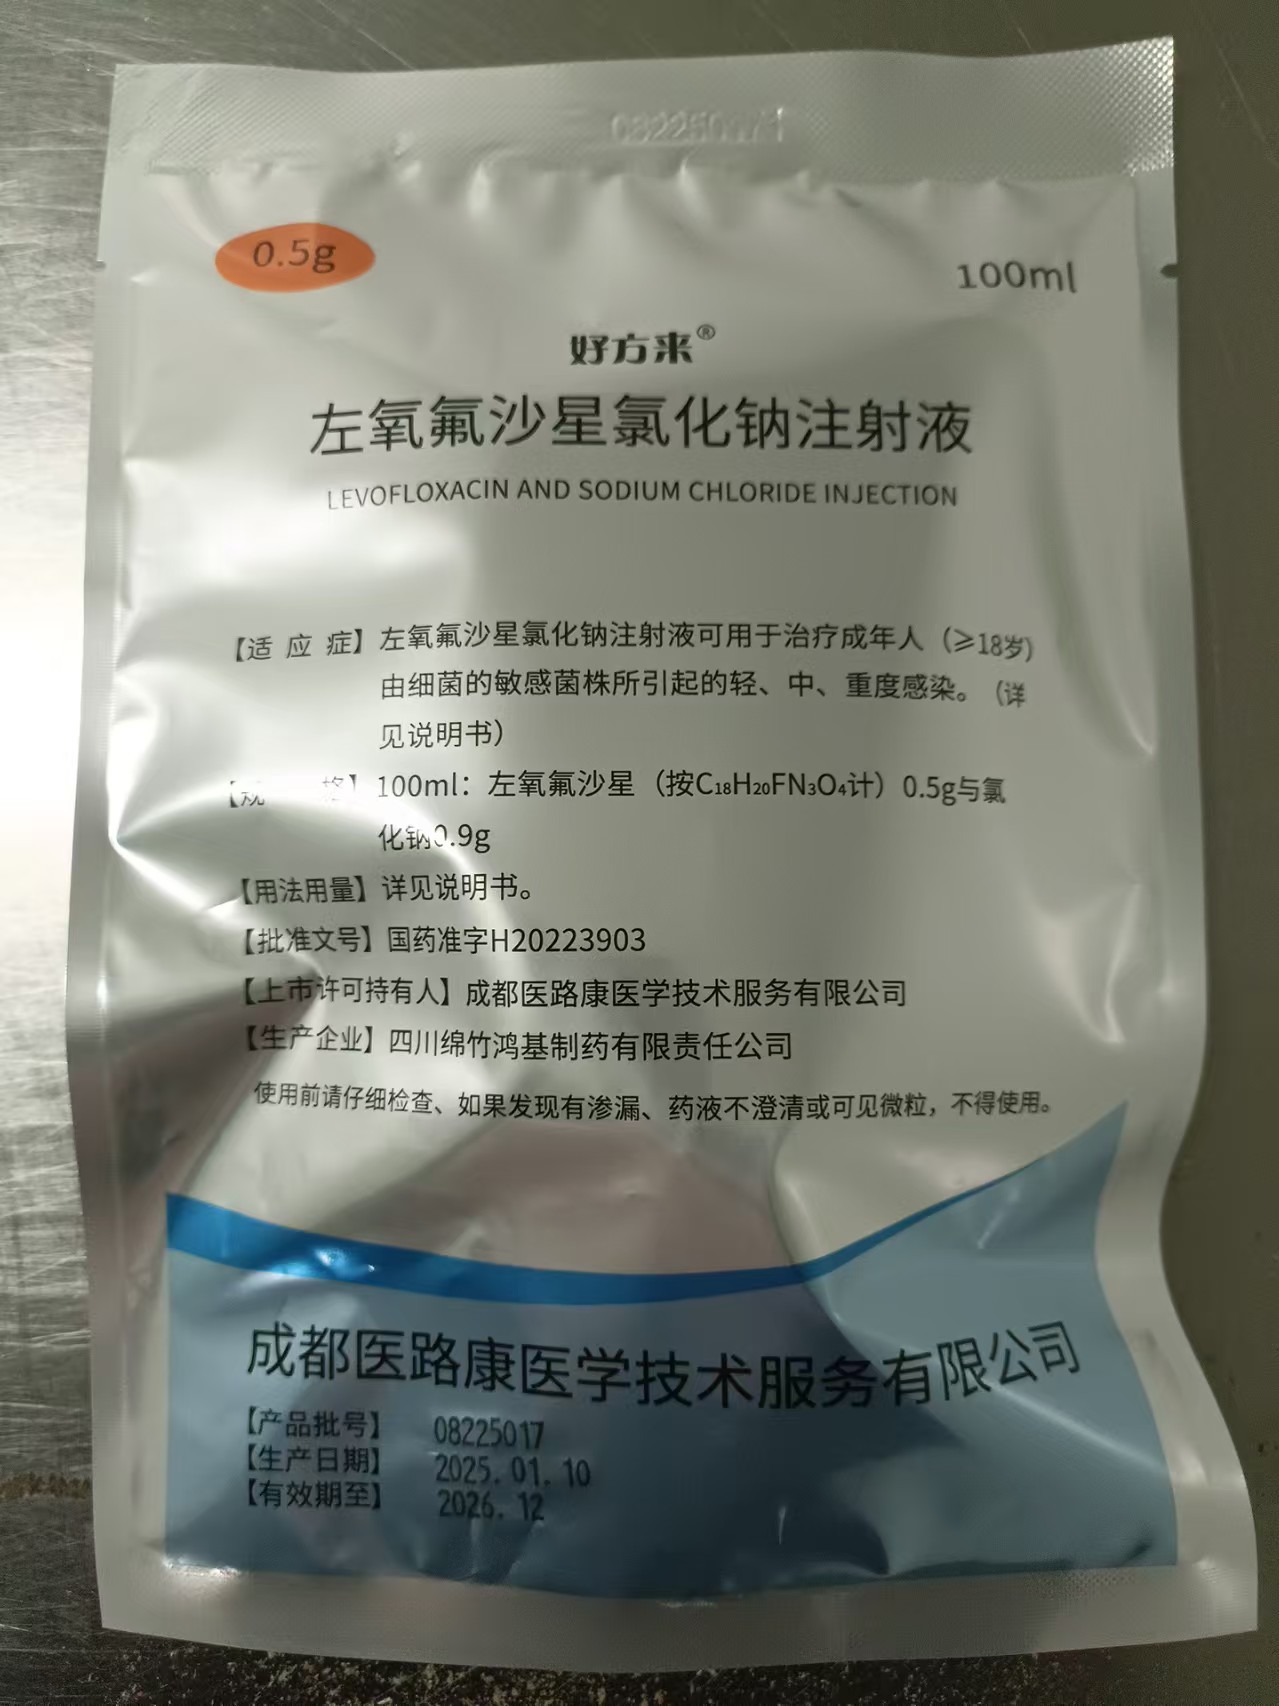 0.5g
100ml
好方来®
左氧氟沙星氯化钠注射液
LEVOFLOXACIN AND SODIUM CHLORIDE INJECTION
【适 应 症】左氧氟沙星氯化钠注射液可用于治疗成年人（≥18岁）
由细菌的敏感菌株所引起的轻、中、重度感染。（详
见说明书）
【规 格】100ml：左氧氟沙星（按C₁₈H₂₀FN₃O₄计）0.5g与氯
化钠0.9g
【用法用量】详见说明书。
【批准文号】国药准字H20223903
【上市许可持有人】成都医路康医学技术服务有限公司
【生产企业】四川绵竹鸿基制药有限责任公司
使用前请仔细检查、如果发现有渗漏、药液不澄清或可见微粒，不得使用。
成都医路康医学技术服务有限公司
【产品批号】 08225017
【生产日期】 2025.01.10
【有效期至】 2026.12